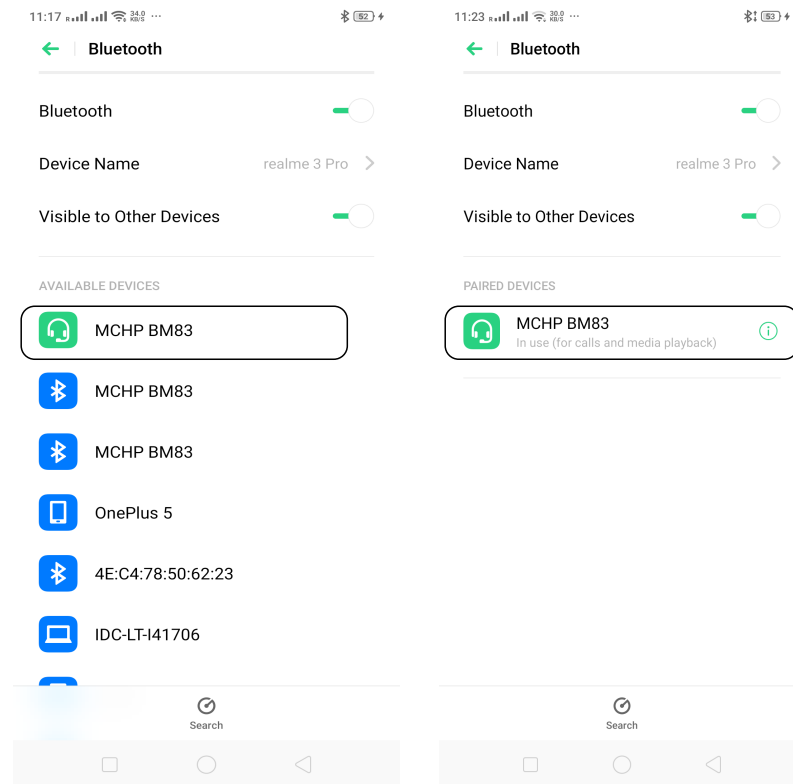 11:17 R 34.0 KB/S ... 52
Bluetooth
Bluetooth
Device Name realme 3 Pro
Visible to Other Devices
AVAILABLE DEVICES
MCHP BM83
MCHP BM83
MCHP BM83
OnePlus 5
4E:C4:78:50:62:23
IDC-LT-I41706
Search
11:23 R 30.0 KB/S ... 53
Bluetooth
Bluetooth
Device Name realme 3 Pro
Visible to Other Devices
PAIRED DEVICES
MCHP BM83
In use (for calls and media playback)
Search